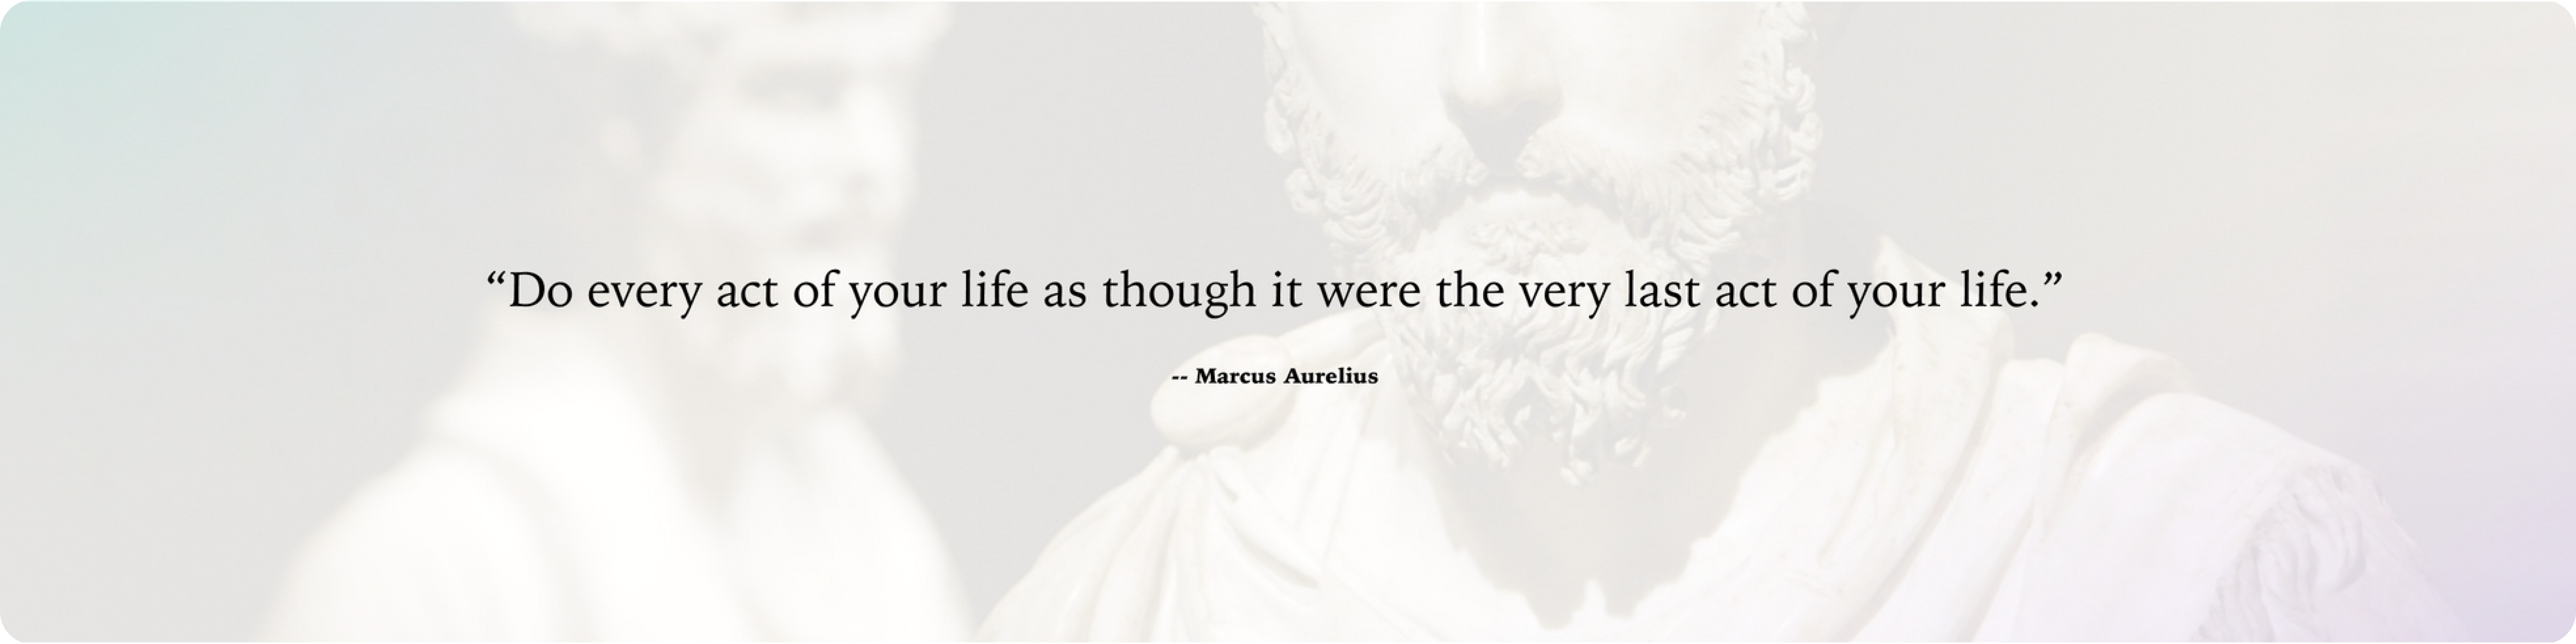 “Do every act of your life as though it were the very last act of your life.”
-- Marcus Aurelius